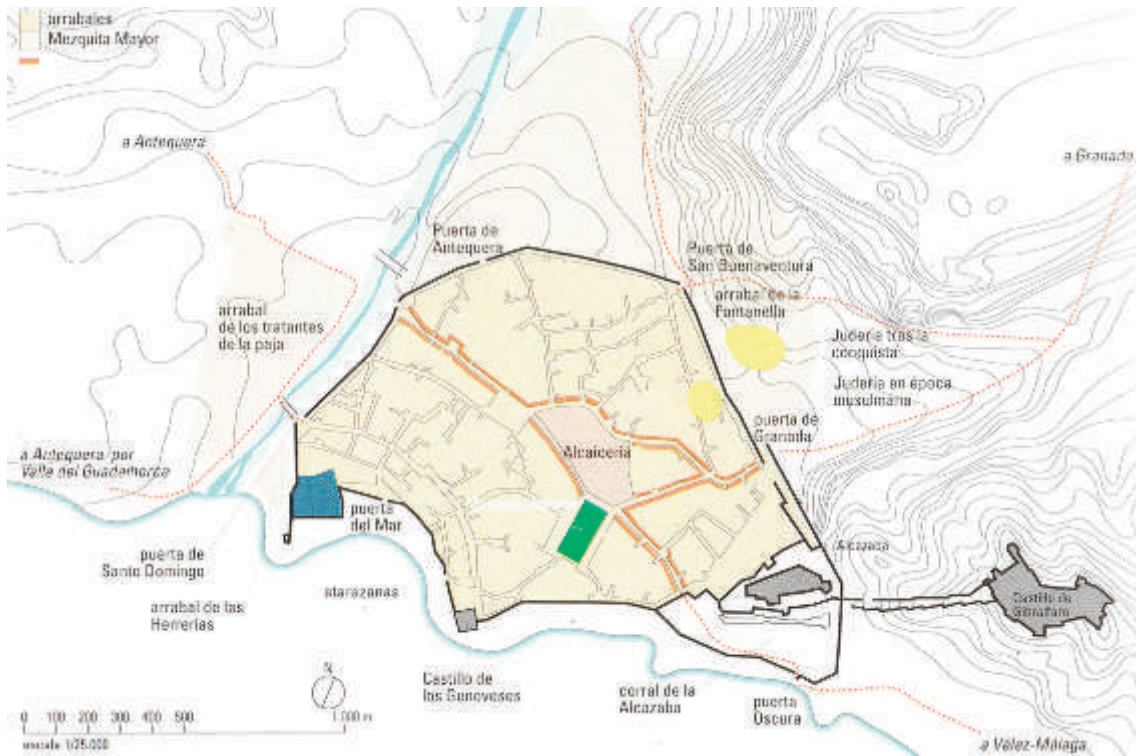 arrabales
Mezquita Mayor
a Antequera
a Granada
Puerta de
Antequera
Puerta de
San Buenaventura
arrabal
de los tratantes
de la paja
arrabal de la
Fontanella
Judería tras la
conquista
Judería en época
musulmana
puerta de
Granada
Alcaicería
a Antequera por
Valle del Guadalhorce
puerta
del Mar
puerta de
Santo Domingo
atarazanas
Alcazaba
Castillo de
Gibralfaro
arrabal de las
Herrerías
Castillo de
los Genoveses
corral de la
Alcazaba
puerta
Oscura
a Vélez-Málaga
N
0 100 200 300 400 500 1 000 m
escala 1/25.000